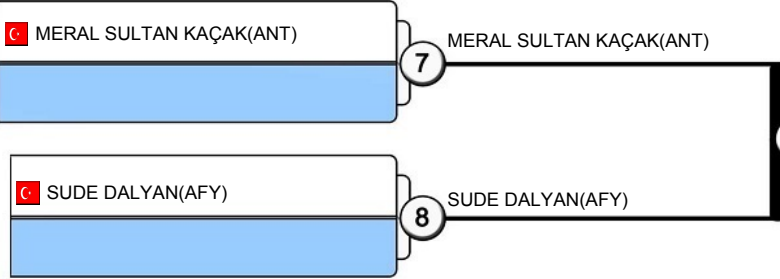 MERAL SULTAN KAÇAK(ANT)
7
MERAL SULTAN KAÇAK(ANT)
SUDE DALYAN(AFY)
8
SUDE DALYAN(AFY)